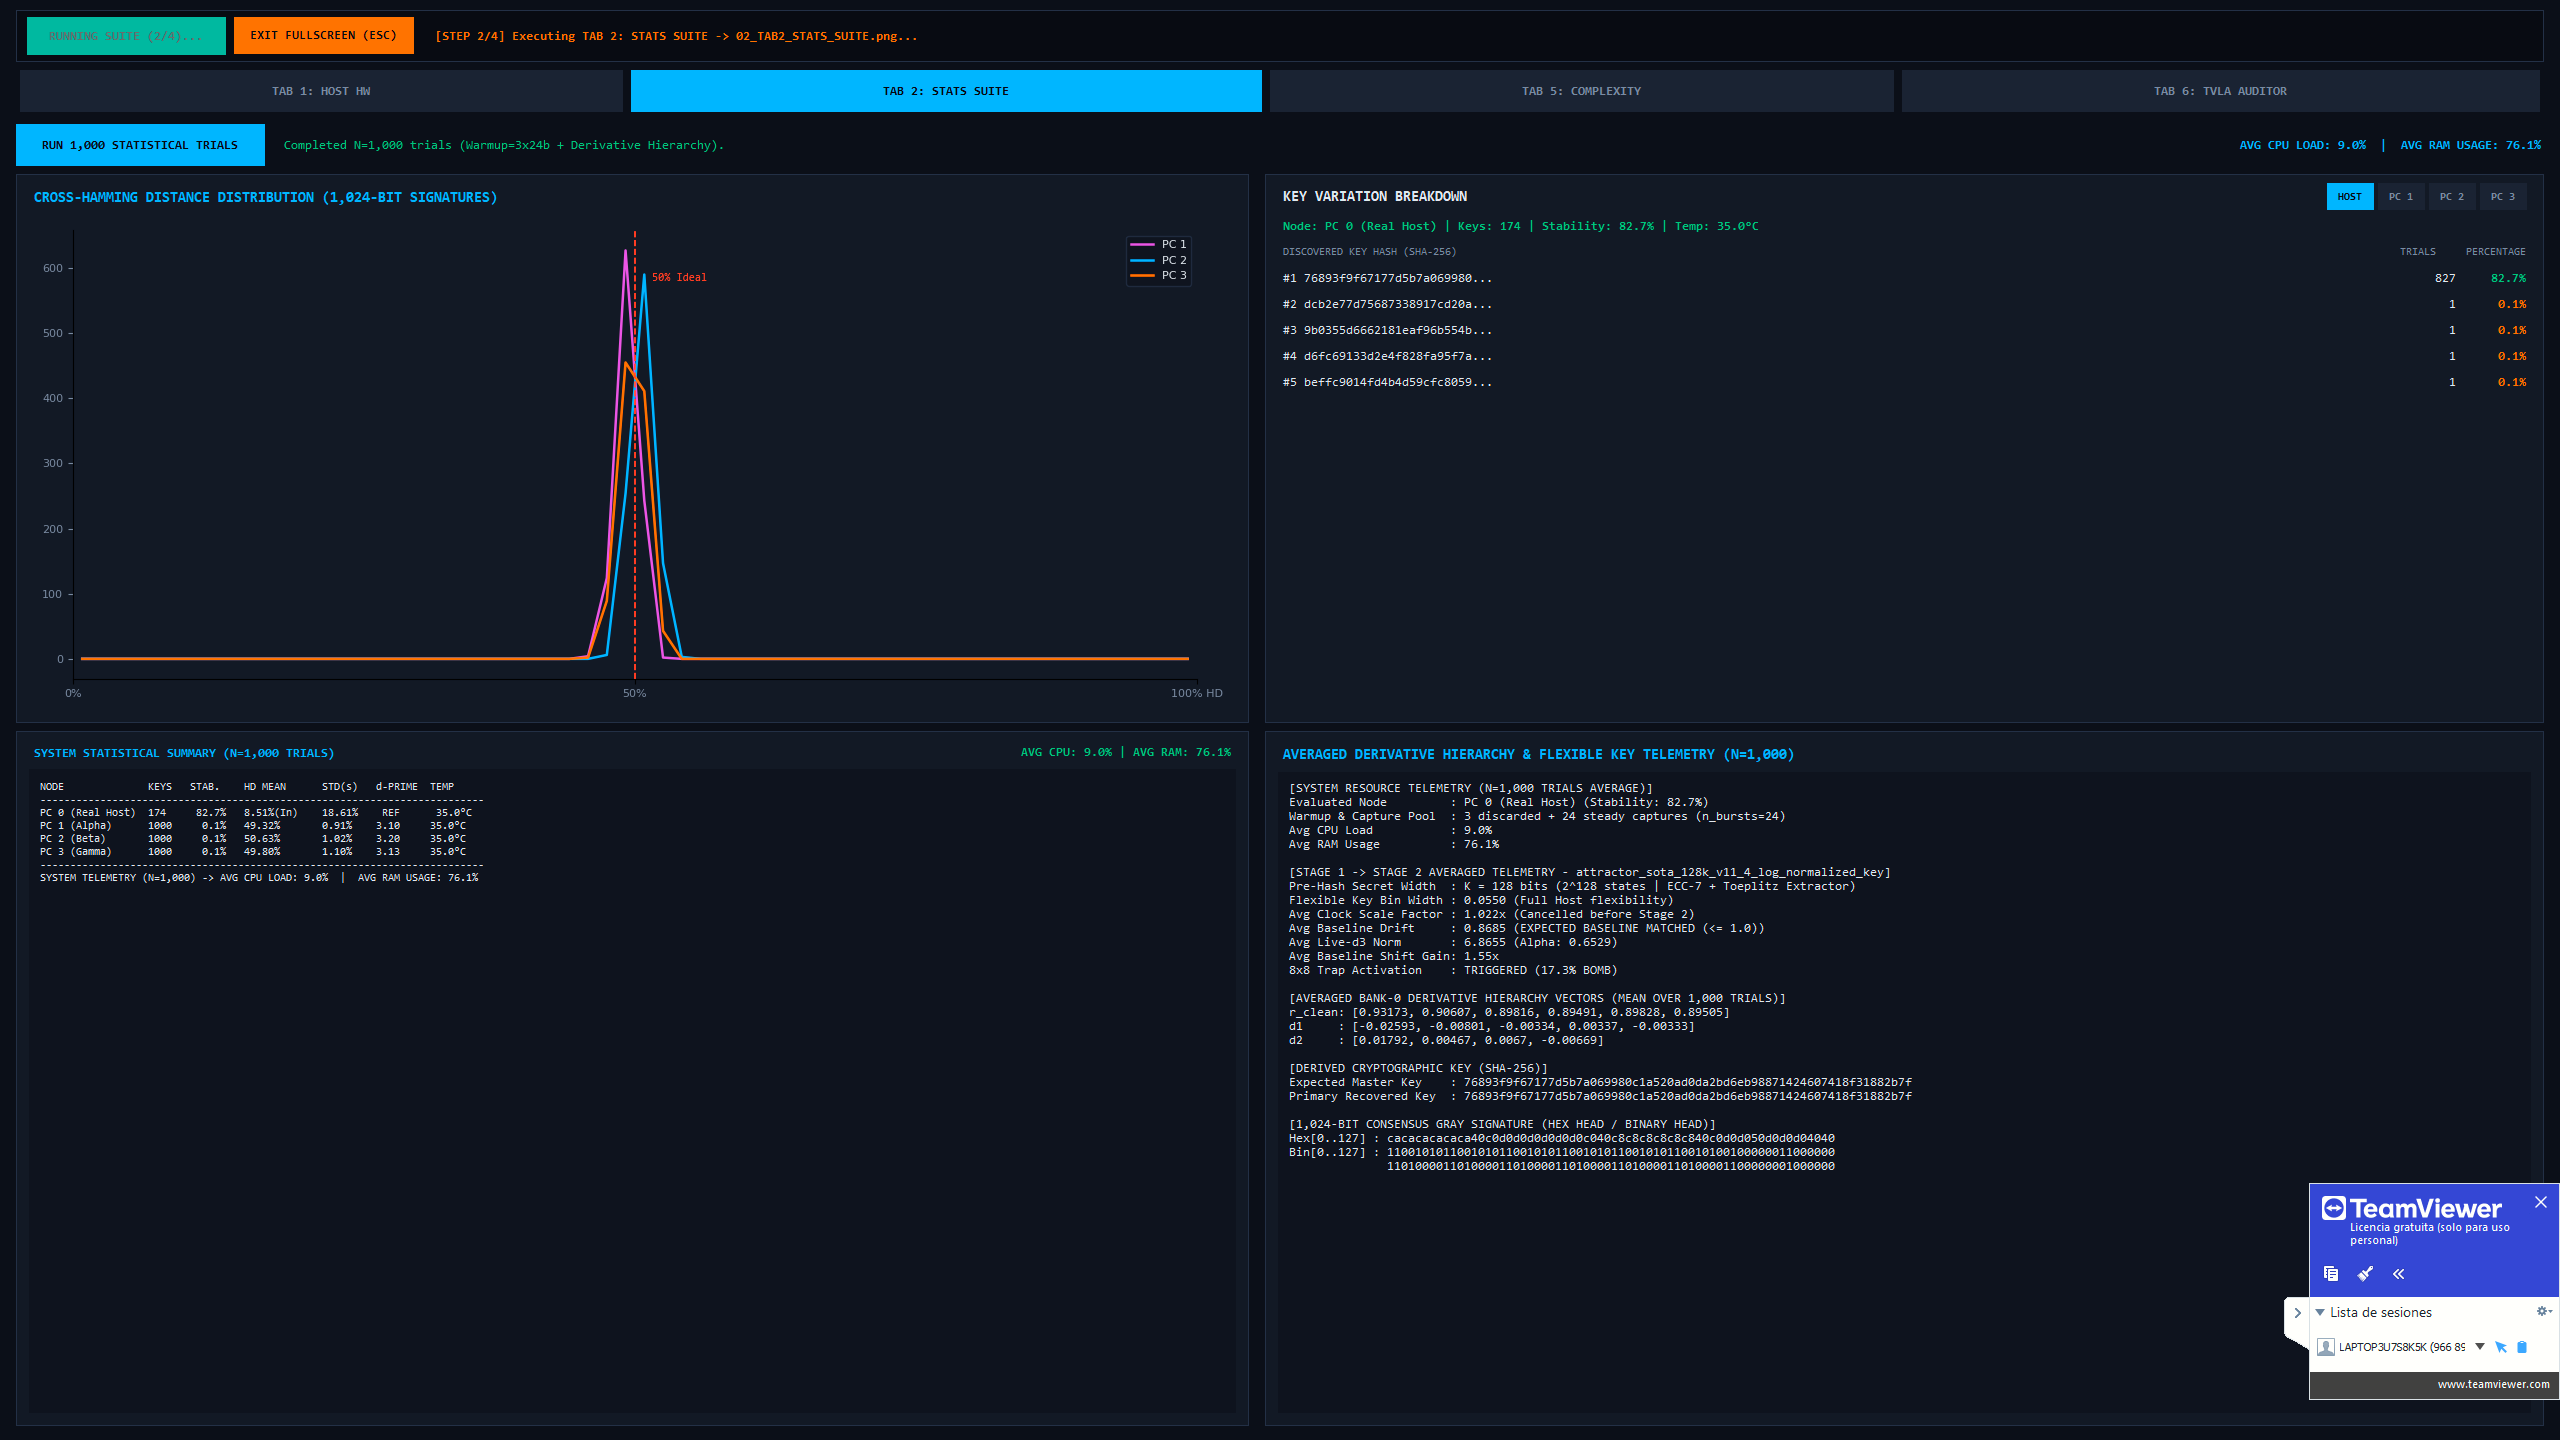 RUNNING SUITE (2/4)...
EXIT FULLSCREEN (ESC)
[STEP 2/4] Executing TAB 2: STATS SUITE -> 02_TAB2_STATS_SUITE.png...
TAB 1: HOST HW
TAB 2: STATS SUITE
TAB 5: COMPLEXITY
TAB 6: TVLA AUDITOR
RUN 1,000 STATISTICAL TRIALS
Completed N=1,000 trials (Warmup=3x24b + Derivative Hierarchy).
AVG CPU LOAD: 9.0% | AVG RAM USAGE: 76.1%
CROSS-HAMMING DISTANCE DISTRIBUTION (1,024-BIT SIGNATURES)
PC 1
PC 2
PC 3
50% Ideal
600
500
400
300
200
100
0
0%
50%
100% HD
KEY VARIATION BREAKDOWN
HOST
PC 1
PC 2
PC 3
Node: PC 0 (Real Host) | Keys: 174 | Stability: 82.7% | Temp: 35.0ºC
DISCOVERED KEY HASH (SHA-256) TRIALS PERCENTAGE
#1 76893f9f67177d5b7a069980... 827 82.7%
#2 dcb2e77d75687338917cd20a... 1 0.1%
#3 9b0355d6662181eaf96b554b... 1 0.1%
#4 d6fc69133d2e4f828fa95f7a... 1 0.1%
#5 beffc9014fd4b4d59cfc8059... 1 0.1%
SYSTEM STATISTICAL SUMMARY (N=1,000 TRIALS)
AVG CPU: 9.0% | AVG RAM: 76.1%
NODE KEYS STAB. HD MEAN STD(s) d-PRIME TEMP
--------------------------------------------------------------------------
PC 0 (Real Host) 174 82.7% 8.51%(In) 18.61% REF 35.0ºC
PC 1 (Alpha) 1000 0.1% 49.32% 0.91% 3.10 35.0ºC
PC 2 (Beta) 1000 0.1% 50.63% 1.02% 3.20 35.0ºC
PC 3 (Gamma) 1000 0.1% 49.80% 1.10% 3.13 35.0ºC
--------------------------------------------------------------------------
SYSTEM TELEMETRY (N=1,000) -> AVG CPU LOAD: 9.0% | AVG RAM USAGE: 76.1%
AVERAGED DERIVATIVE HIERARCHY & FLEXIBLE KEY TELEMETRY (N=1,000)
[SYSTEM RESOURCE TELEMETRY (N=1,000 TRIALS AVERAGE)]
Evaluated Node : PC 0 (Real Host) (Stability: 82.7%)
Warmup & Capture Pool : 3 discarded + 24 steady captures (n_bursts=24)
Avg CPU Load : 9.0%
Avg RAM Usage : 76.1%
[STAGE 1 -> STAGE 2 AVERAGED TELEMETRY - attractor_sota_128k_v11_4_log_normalized_key]
Pre-Hash Secret Width : K = 128 bits (2^128 states | ECC-7 + Toeplitz Extractor)
Flexible Key Bin Width : 0.0550 (Full Host flexibility)
Avg Clock Scale Factor : 1.022x (Cancelled before Stage 2)
Avg Baseline Drift : 0.8685 (EXPECTED BASELINE MATCHED (<= 1.0))
Avg Live-d3 Norm : 6.8655 (Alpha: 0.6529)
Avg Baseline Shift Gain: 1.55x
8x8 Trap Activation : TRIGGERED (17.3% BOMB)
[AVERAGED BANK-0 DERIVATIVE HIERARCHY VECTORS (MEAN OVER 1,000 TRIALS)]
r_clean: [0.93173, 0.90607, 0.89816, 0.89491, 0.89828, 0.89505]
d1 : [-0.02593, -0.00801, -0.00334, 0.00337, -0.00333]
d2 : [0.01792, 0.00467, 0.0067, -0.00669]
[DERIVED CRYPTOGRAPHIC KEY (SHA-256)]
Expected Master Key : 76893f9f67177d5b7a069980c1a520ad0da2bd6eb98871424607418f31882b7f
Primary Recovered Key : 76893f9f67177d5b7a069980c1a520ad0da2bd6eb98871424607418f31882b7f
[1,024-BIT CONSENSUS GRAY SIGNATURE (HEX HEAD / BINARY HEAD)]
Hex[0..127] : cacacacacaca40c0d0d0d0d0d0d0c040c8c8c8c8c8c840c0d0d050d0d0d04040
Bin[0..127] : 1100101011001010110010101100101011001010110010100100000011000000
1101000011010000110100001101000011010000110100001100000001000000
TeamViewer
Licencia gratuita (solo para uso
personal)
Lista de sesiones
LAPTOP3U7S8K5K (966 89
www.teamviewer.com